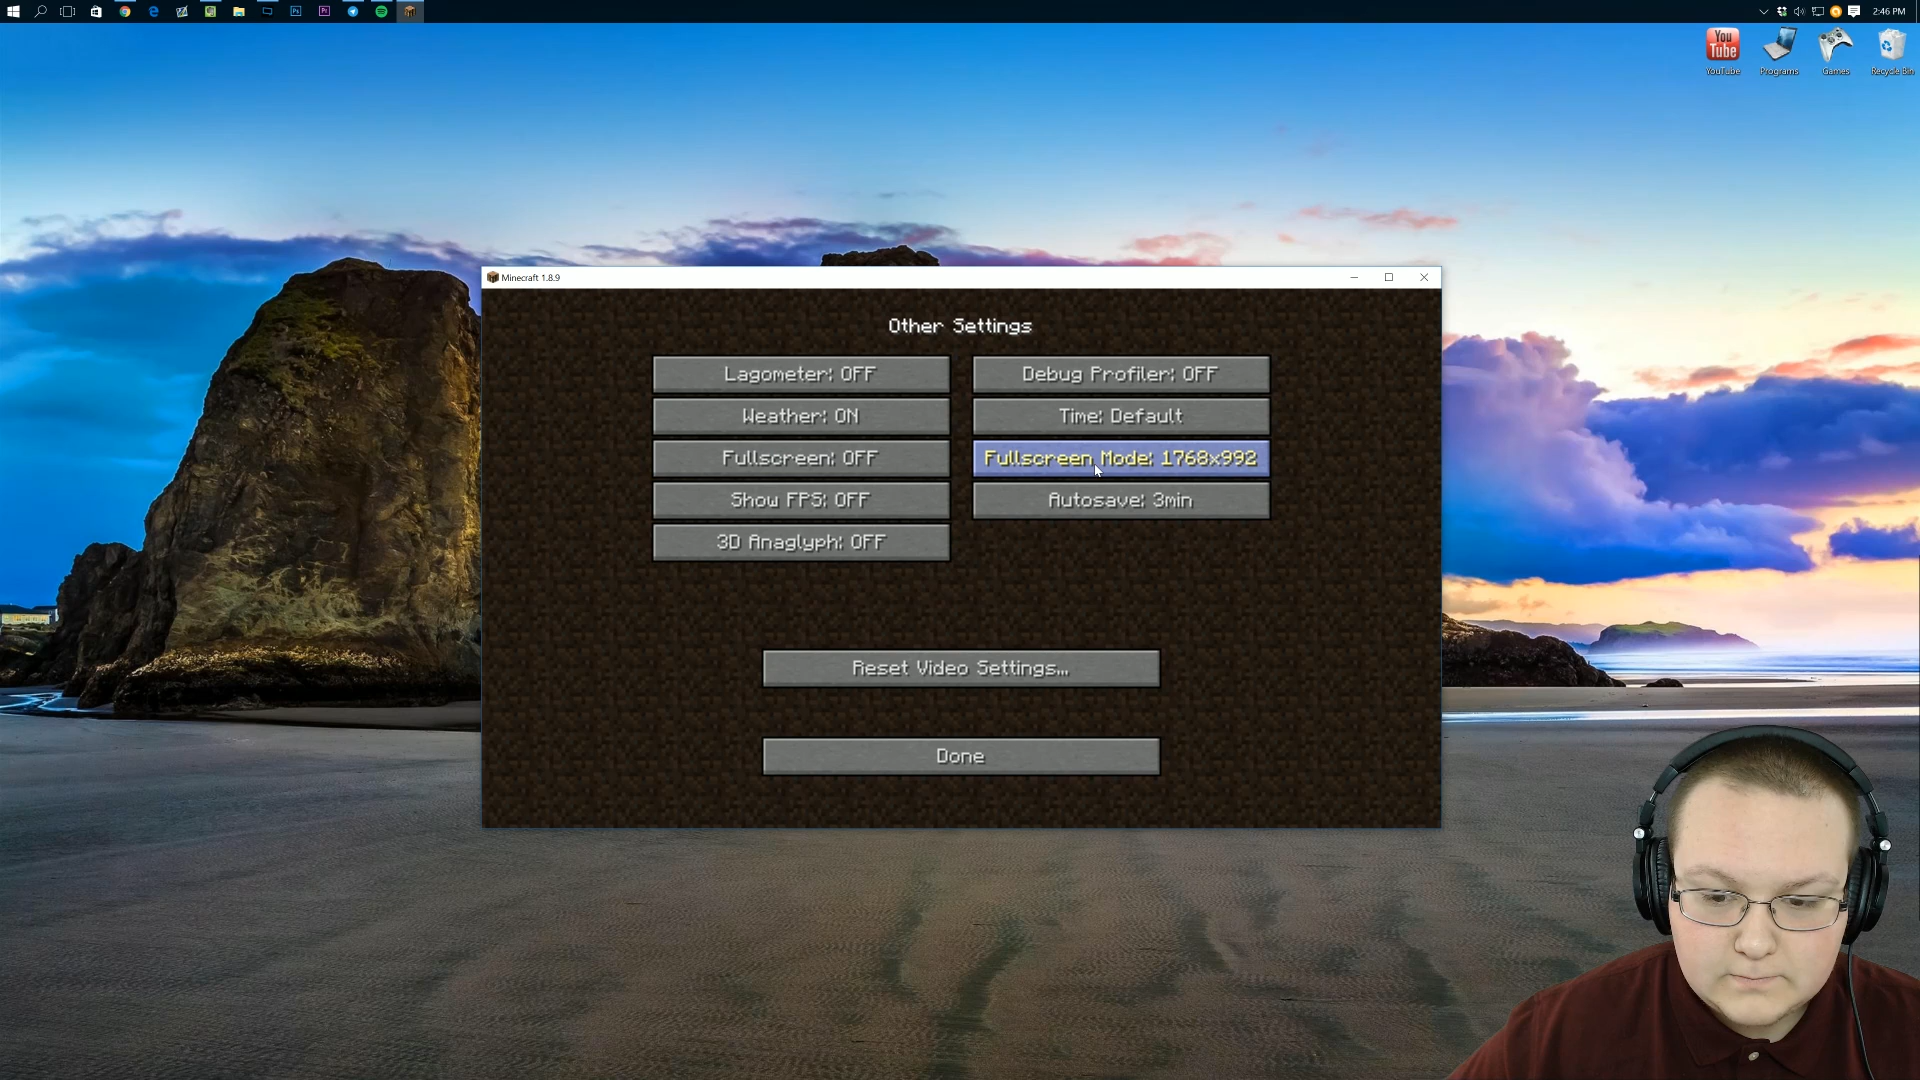 2:46 PM
You
Tube
YouTube
Programs
Games
Recycle Bin
Minecraft 1.8.9
Other Settings
Lagometer: OFF
Debug Profiler: OFF
Weather: ON
Time: Default
Fullscreen: OFF
Fullscreen Mode: 1768x992
Show FPS: OFF
Autosave: 3min
3D Anaglyph: OFF
Reset Video Settings...
Done